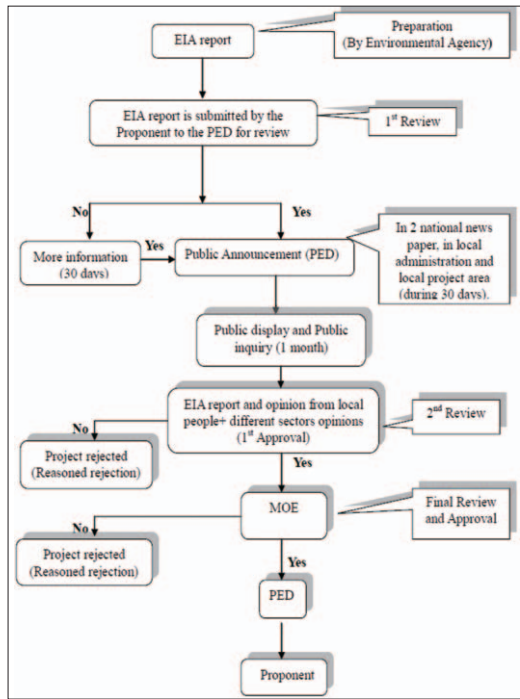 EIA report
Preparation
(By Environmental Agency)
EIA report is submitted by the
Proponent to the PED for review
1st Review
No
Yes
More information
(30 days)
Yes
Public Announcement (PED)
In 2 national news
paper, in local
administration and
local project area
(during 30 days).
Public display and Public
inquiry (1 month)
EIA report and opinion from local
people+ different sectors opinions
(1st Approval)
2nd Review
No
Project rejected
(Reasoned rejection)
Yes
MOE
Final Review
and Approval
No
Project rejected
(Reasoned rejection)
Yes
PED
Proponent